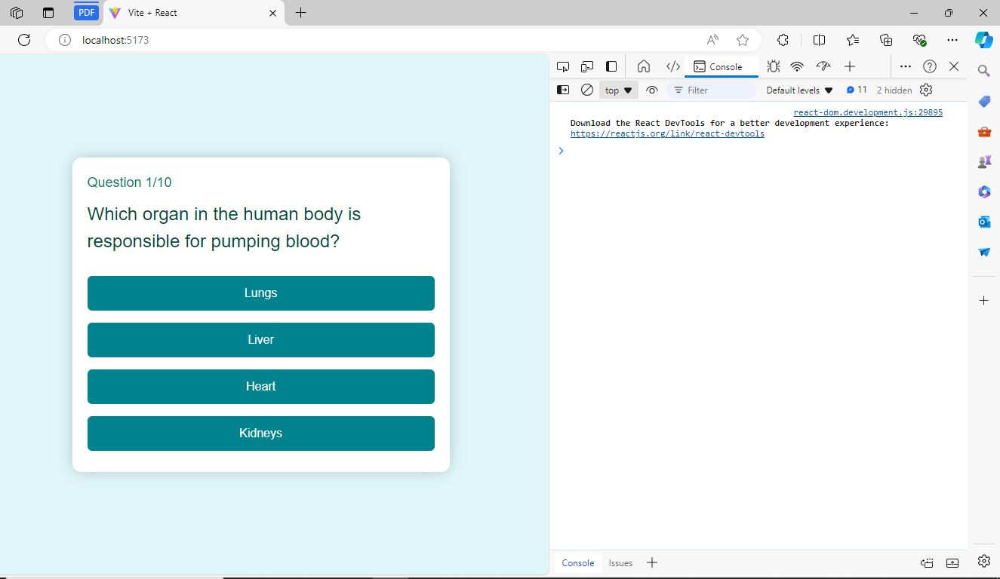 PDF
Vite + React
localhost:5173
Console
top
Filter
Default levels
11
2 hidden
react-dom.development.js:29895
Download the React DevTools for a better development experience:
https://reactjs.org/link/react-devtools
Question 1/10
Which organ in the human body is
responsible for pumping blood?
Lungs
Liver
Heart
Kidneys
Console
Issues